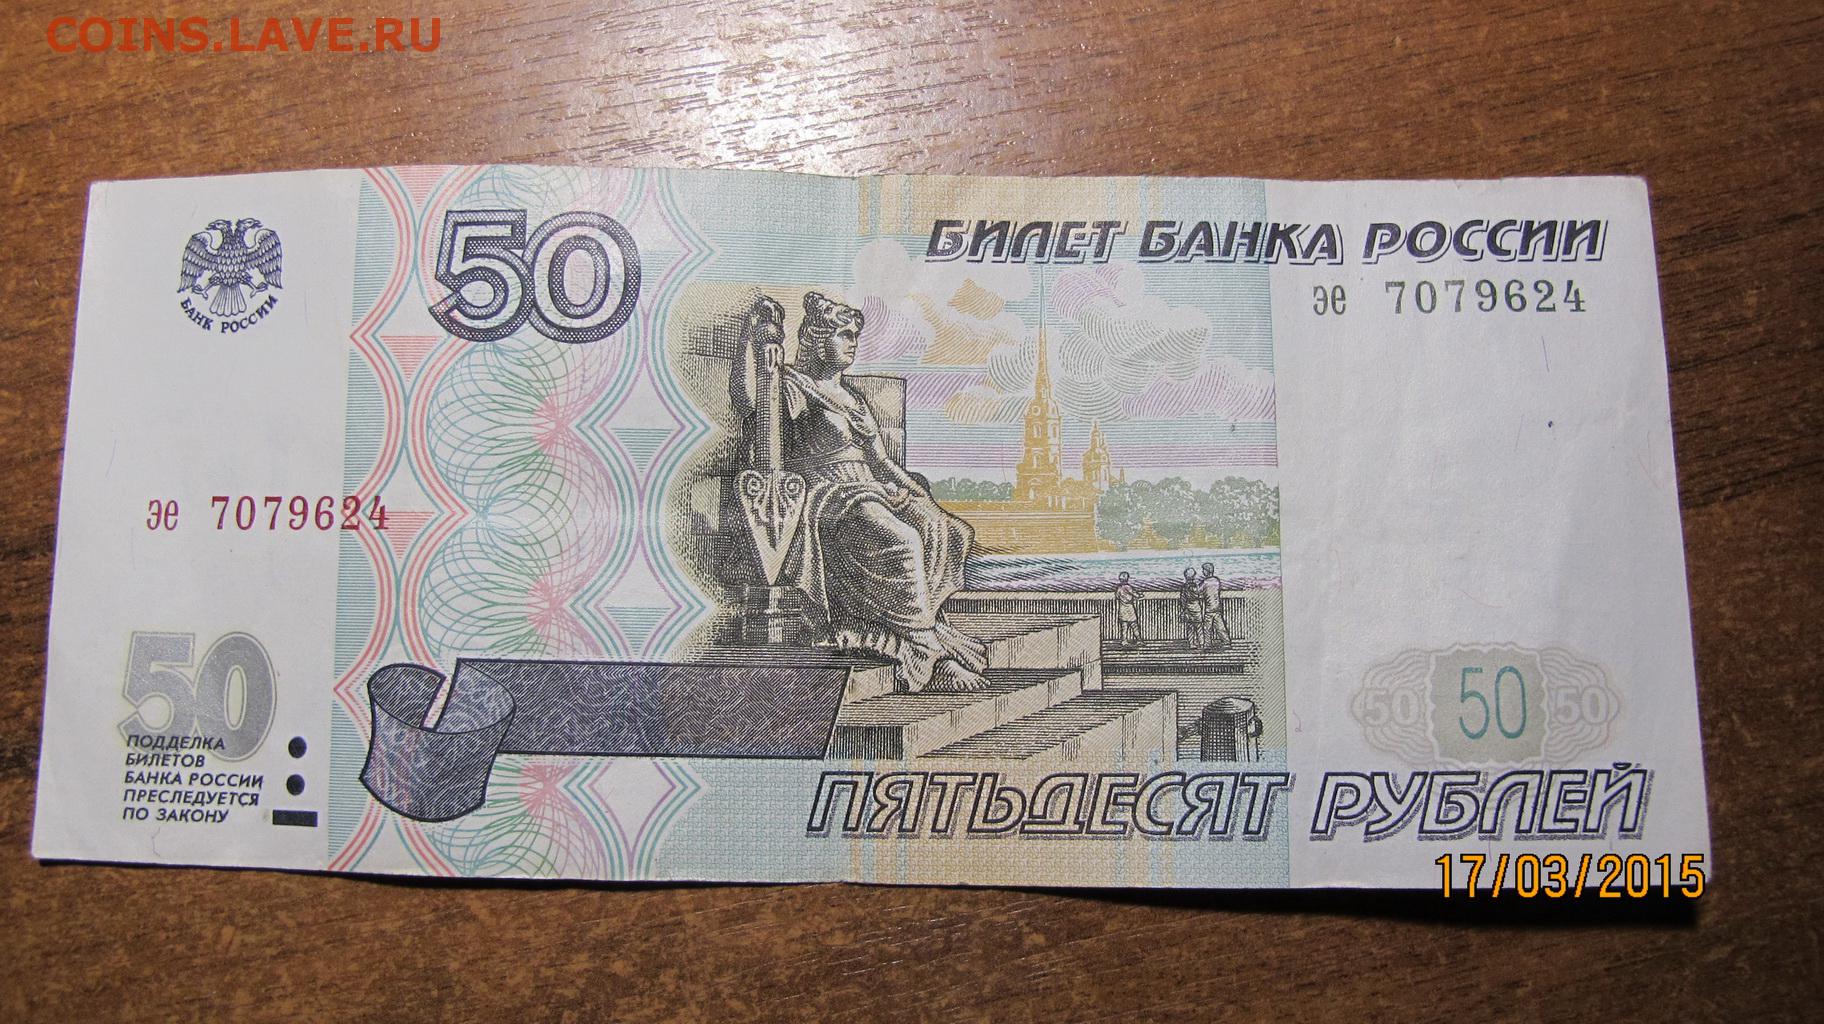 COINS.LAVE.RU
50
БИЛЕТ БАНКА РОССИИ
эе 7079624
БАНК РОССИИ
эе 7079624
50
ПОДДЕЛКА
БИЛЕТОВ
БАНКА РОССИИ
ПРЕСЛЕДУЕТСЯ
ПО ЗАКОНУ
50 50 50
ПЯТЬДЕСЯТ РУБЛЕЙ
17/03/2015